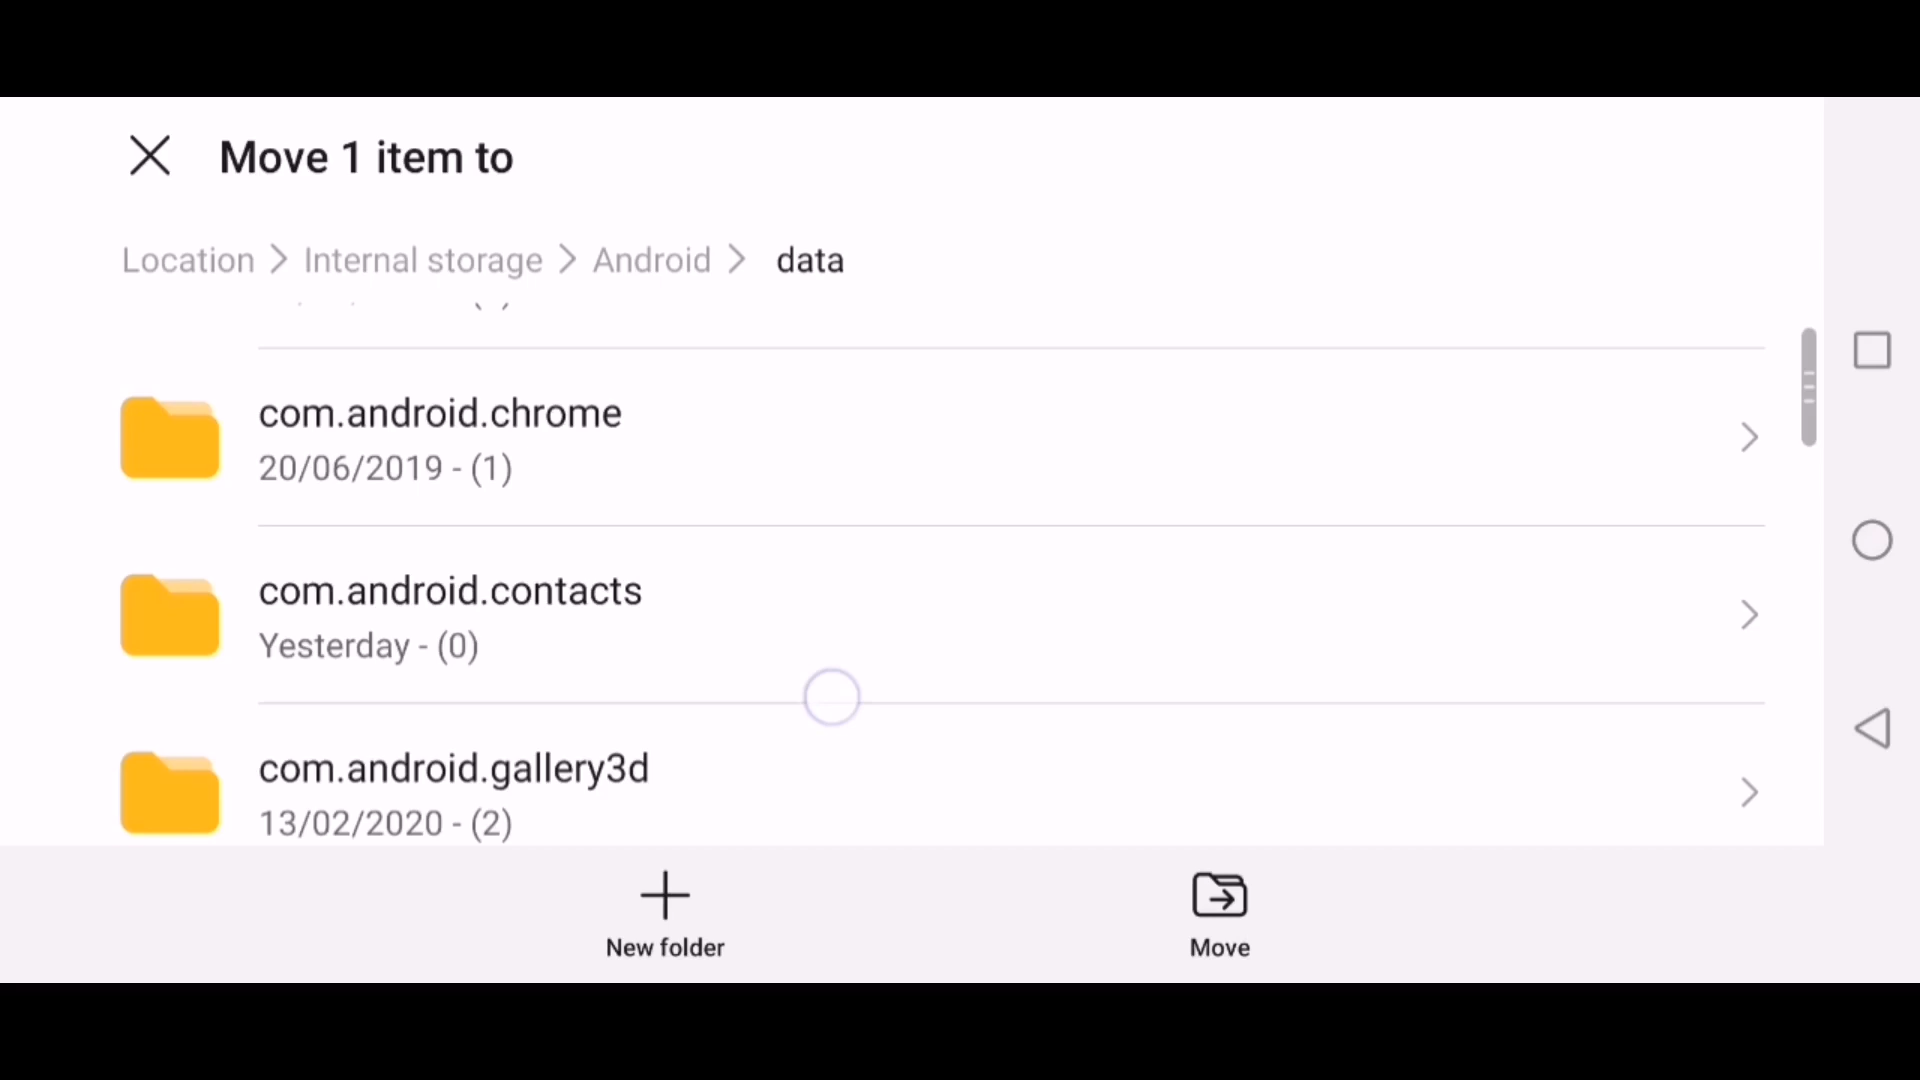 Move 1 item to
Location > Internal storage > Android > data
com.android.chrome
20/06/2019 - (1)
com.android.contacts
Yesterday - (0)
com.android.gallery3d
13/02/2020 - (2)
New folder
Move